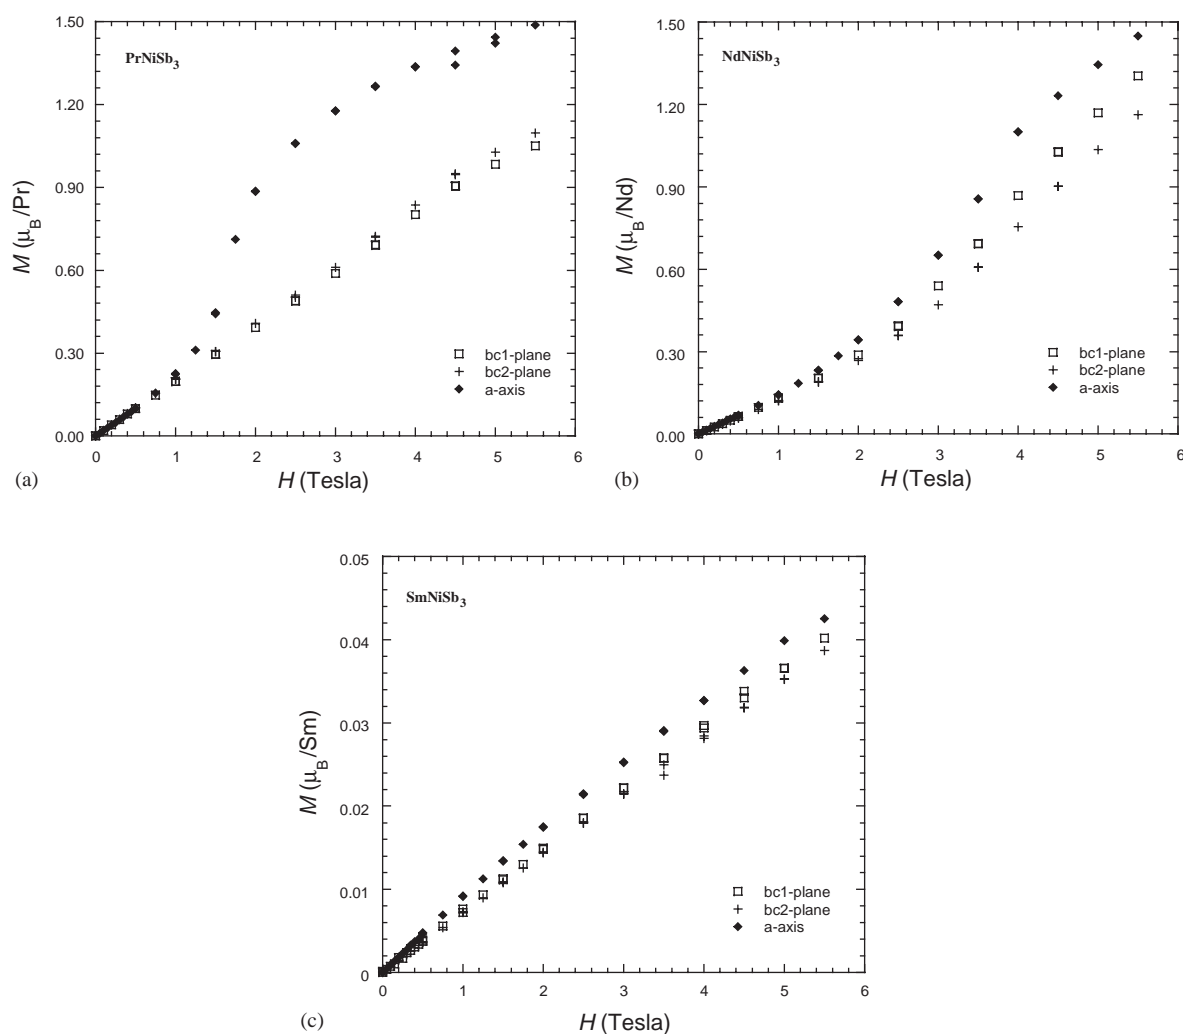 1.50
1.20
0.90
0.60
0.30
0.00
M (μB/Pr)
PrNiSb3
bc1-plane
bc2-plane
a-axis
0 1 2 3 4 5 6
H (Tesla)
(a)
1.50
1.20
0.90
0.60
0.30
0.00
M (μB/Nd)
NdNiSb3
bc1-plane
bc2-plane
a-axis
0 1 2 3 4 5 6
H (Tesla)
(b)
0.05
0.04
0.03
0.02
0.01
0
M (μB/Sm)
SmNiSb3
bc1-plane
bc2-plane
a-axis
0 1 2 3 4 5 6
H (Tesla)
(c)